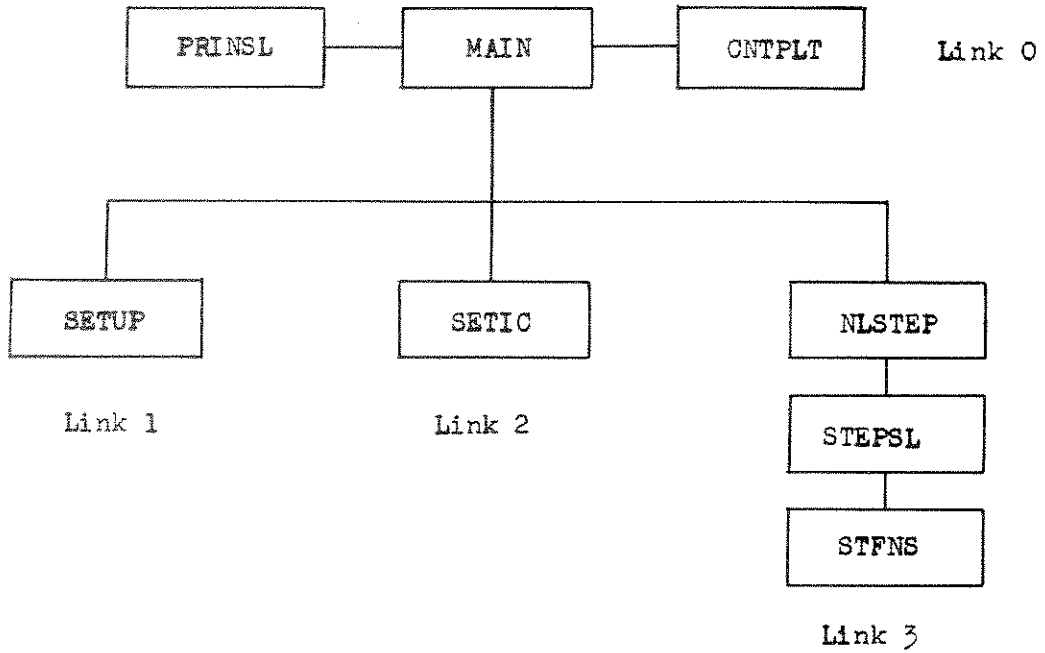 PRINSL MAIN CNTPLT Link 0
SETUP SETIC NLSTEP
Link 1 Link 2 STEPSL
STFNS
Link 3